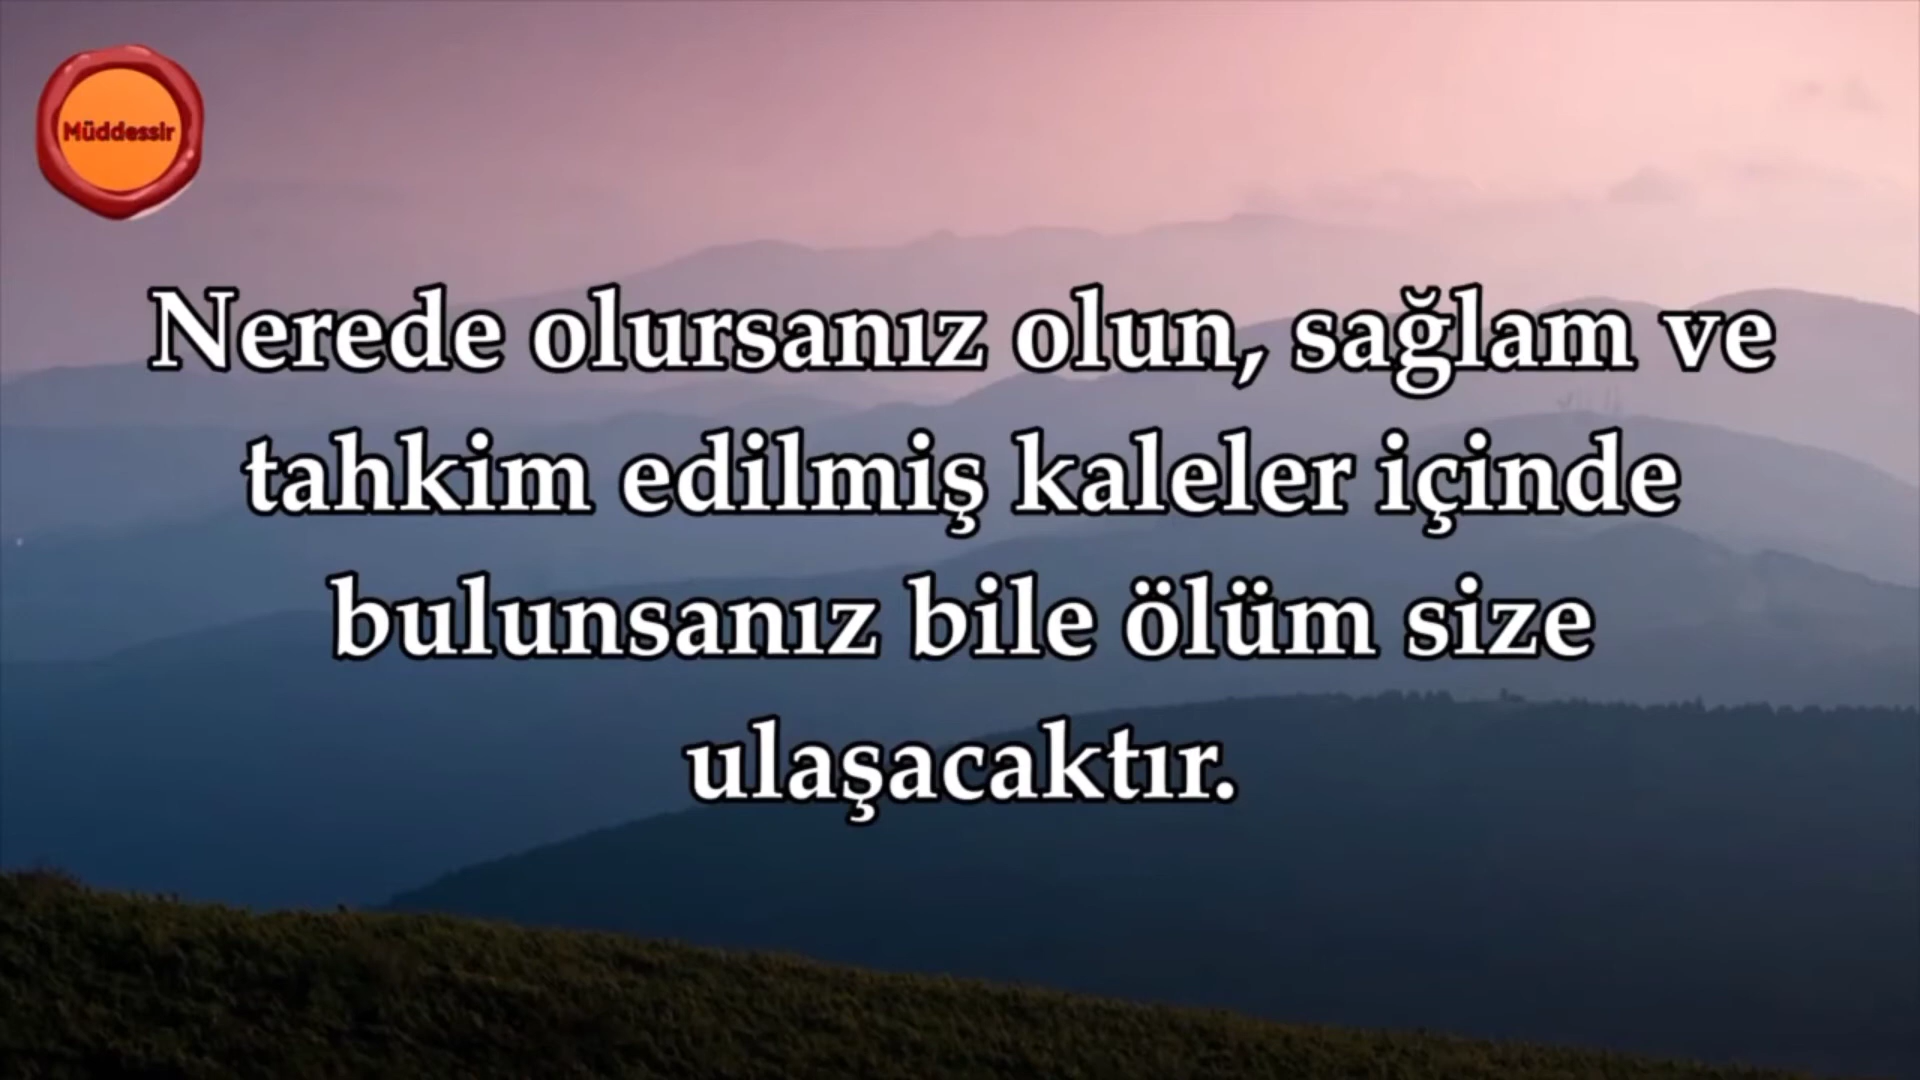 Müddessir
Nerede olursanız olun, sağlam ve
tahkim edilmiş kaleler içinde
bulunsanız bile ölüm size
ulaşacaktır.